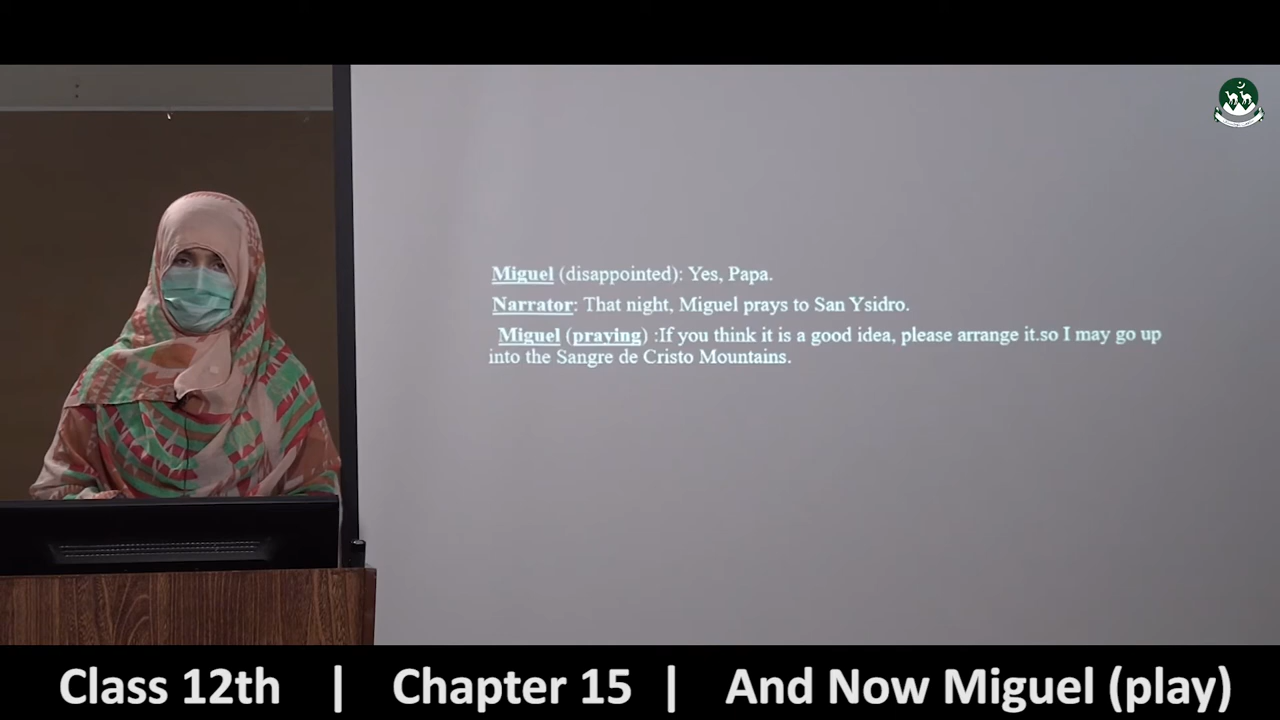 Miguel (disappointed): Yes, Papa.
Narrator: That night, Miguel prays to San Ysidro.
Miguel (praying) :If you think it is a good idea, please arrange it.so I may go up
into the Sangre de Cristo Mountains.
Class 12th | Chapter 15 | And Now Miguel (play)